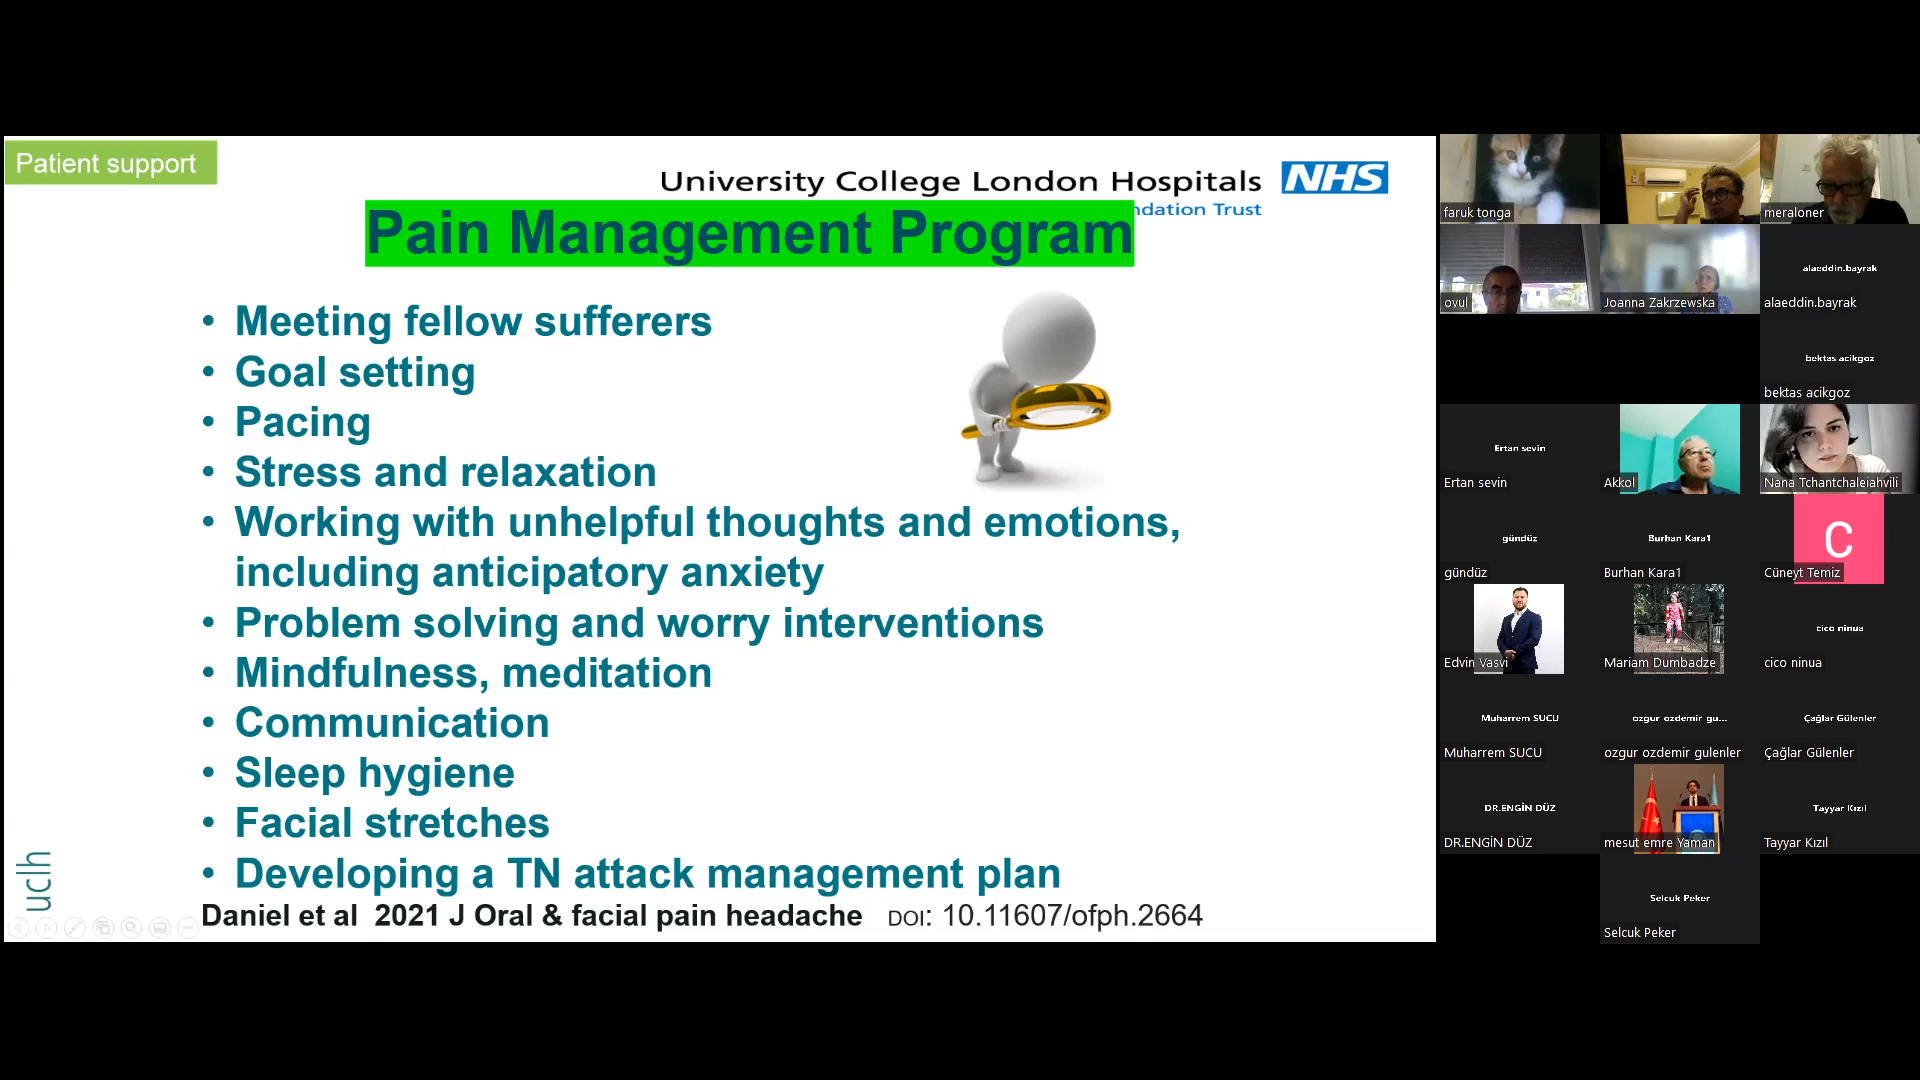 Patient support
University College London Hospitals
NHS
ndation Trust
Pain Management Program
• Meeting fellow sufferers
• Goal setting
• Pacing
• Stress and relaxation
• Working with unhelpful thoughts and emotions,
including anticipatory anxiety
• Problem solving and worry interventions
• Mindfulness, meditation
• Communication
• Sleep hygiene
• Facial stretches
• Developing a TN attack management plan
Daniel et al 2021 J Oral & facial pain headache DOI: 10.11607/ofph.2664
uclh
faruk tonga
meraloner
ovul
Joanna Zakrzewska
alaeddin.bayrak
alaeddin.bayrak
bektas acikgoz
bektas acikgoz
Ertan sevin
Ertan sevin
Akkol
Nana Tchantchaleiahvili
gündüz
gündüz
Burhan Kara1
Burhan Kara1
C
Cüneyt Temiz
Edvin Vasvi
Mariam Dumbadze
cico ninua
cico ninua
Muharrem SUCU
Muharrem SUCU
ozgur ozdemir gu...
ozgur ozdemir gulenler
Çağlar Gülenler
Çağlar Gülenler
DR.ENGİN DÜZ
DR.ENGİN DÜZ
mesut emre Yaman
Tayyar Kızıl
Tayyar Kızıl
Selcuk Peker
Selcuk Peker